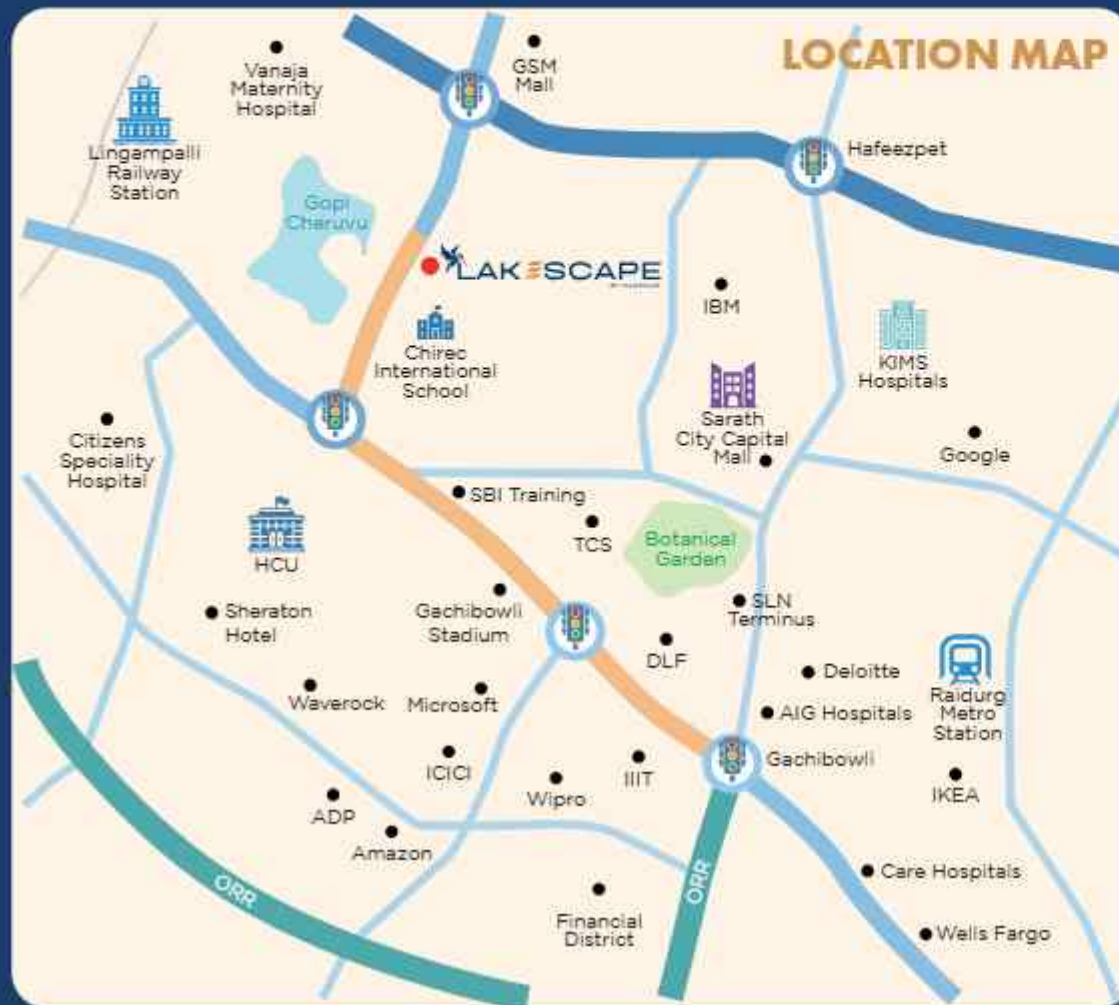 LOCATION MAP
GSM
Mall
Vanaja
Maternity
Hospital
Lingampalli
Railway
Station
Hafeezpet
Gopi
Cheruvu
LAKESCAPE
IBM
Chirec
International
School
KIMS
Hospitals
Sarath
City Capital
Mall
Google
Citizens
Speciality
Hospital
SBI Training
TCS
Botanical
Garden
HCU
Sheraton
Hotel
Gachibowli
Stadium
SLN
Terminus
DLF
Deloitte
Waverock
Microsoft
AIG Hospitals
Raidurg
Metro
Station
Gachibowli
ICICI
IIIT
Wipro
IKEA
ADP
Amazon
ORR
ORR
Care Hospitals
Financial
District
Wells Fargo